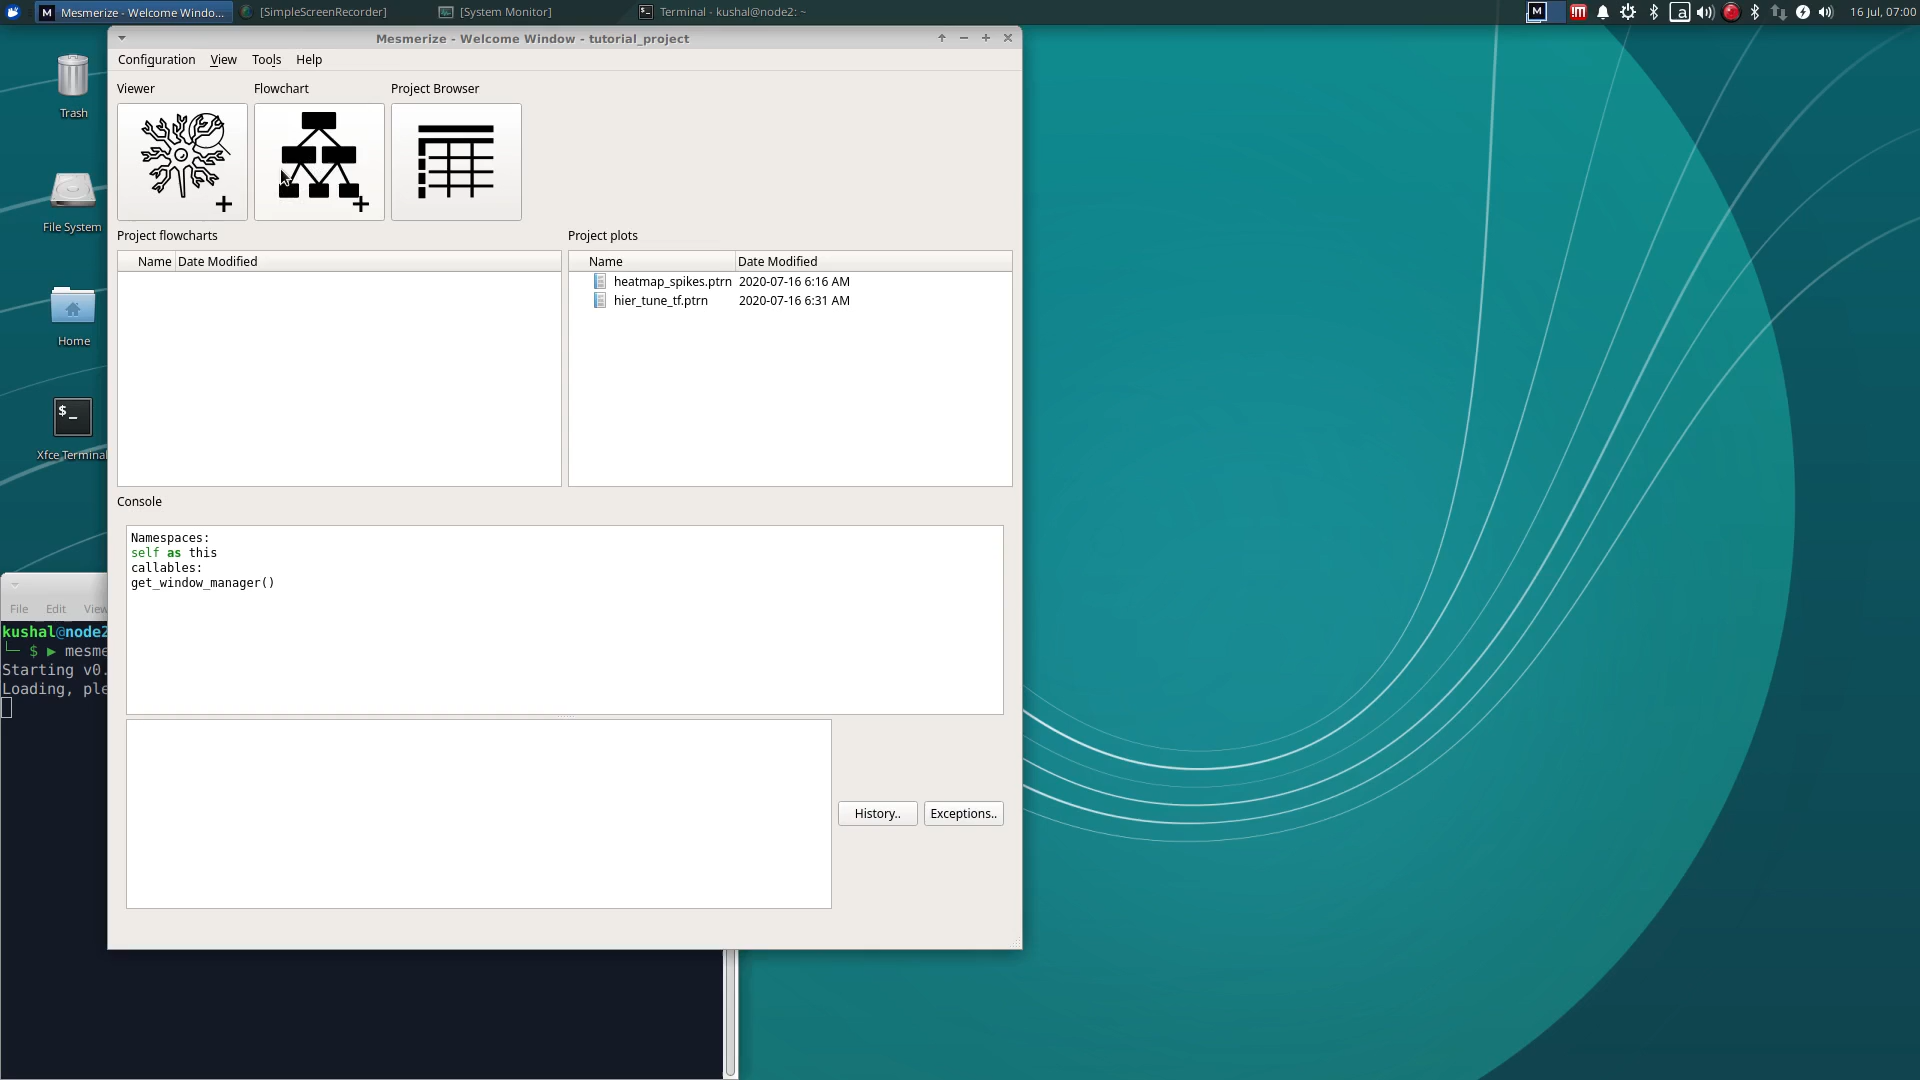 Mesmerize - Welcome Windo...
[SimpleScreenRecorder]
[System Monitor]
Terminal - kushal@node2: ~
16 Jul, 07:00
Mesmerize - Welcome Window - tutorial_project
Configuration View Tools Help
Viewer Flowchart Project Browser
Trash
File System
Home
Xfce Terminal
Project flowcharts
Name Date Modified
Project plots
Name Date Modified
heatmap_spikes.ptrn 2020-07-16 6:16 AM
hier_tune_tf.ptrn 2020-07-16 6:31 AM
Console
Namespaces:
self as this
callables:
get_window_manager()
History.. Exceptions..
File Edit View
kushal@node2
└─ $ ▶ mesme
Starting v0.
Loading, ple